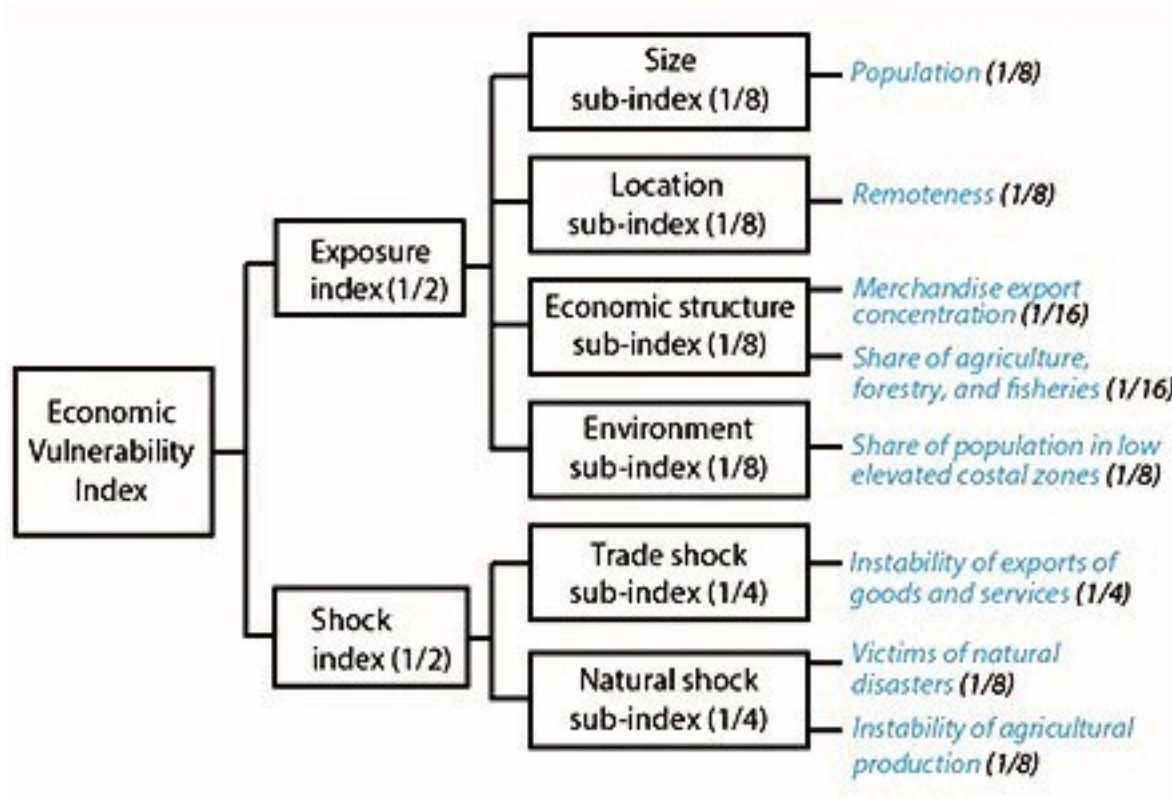 Economic
Vulnerability
Index
Exposure
index (1/2)
Shock
index (1/2)
Size
sub-index (1/8)
Location
sub-index (1/8)
Economic structure
sub-index (1/8)
Environment
sub-index (1/8)
Trade shock
sub-index (1/4)
Natural shock
sub-index (1/4)
Population (1/8)
Remoteness (1/8)
Merchandise export
concentration (1/16)
Share of agriculture,
forestry, and fisheries (1/16)
Share of population in low
elevated costal zones (1/8)
Instability of exports of
goods and services (1/4)
Victims of natural
disasters (1/8)
Instability of agricultural
production (1/8)